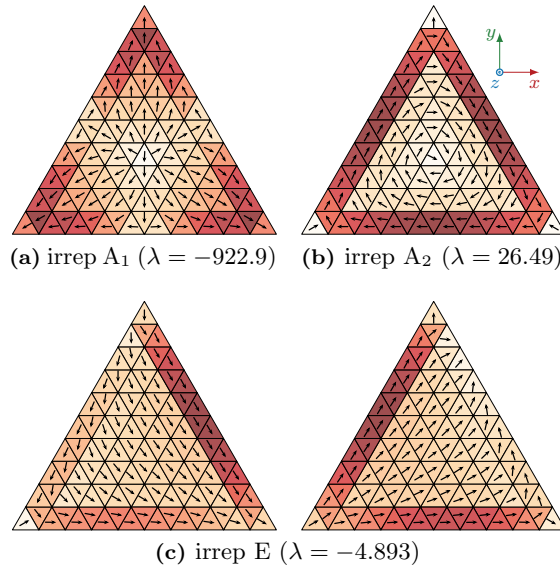 y
z
x
(a) irrep A₁ (λ = −922.9)
(b) irrep A₂ (λ = 26.49)
(c) irrep E (λ = −4.893)